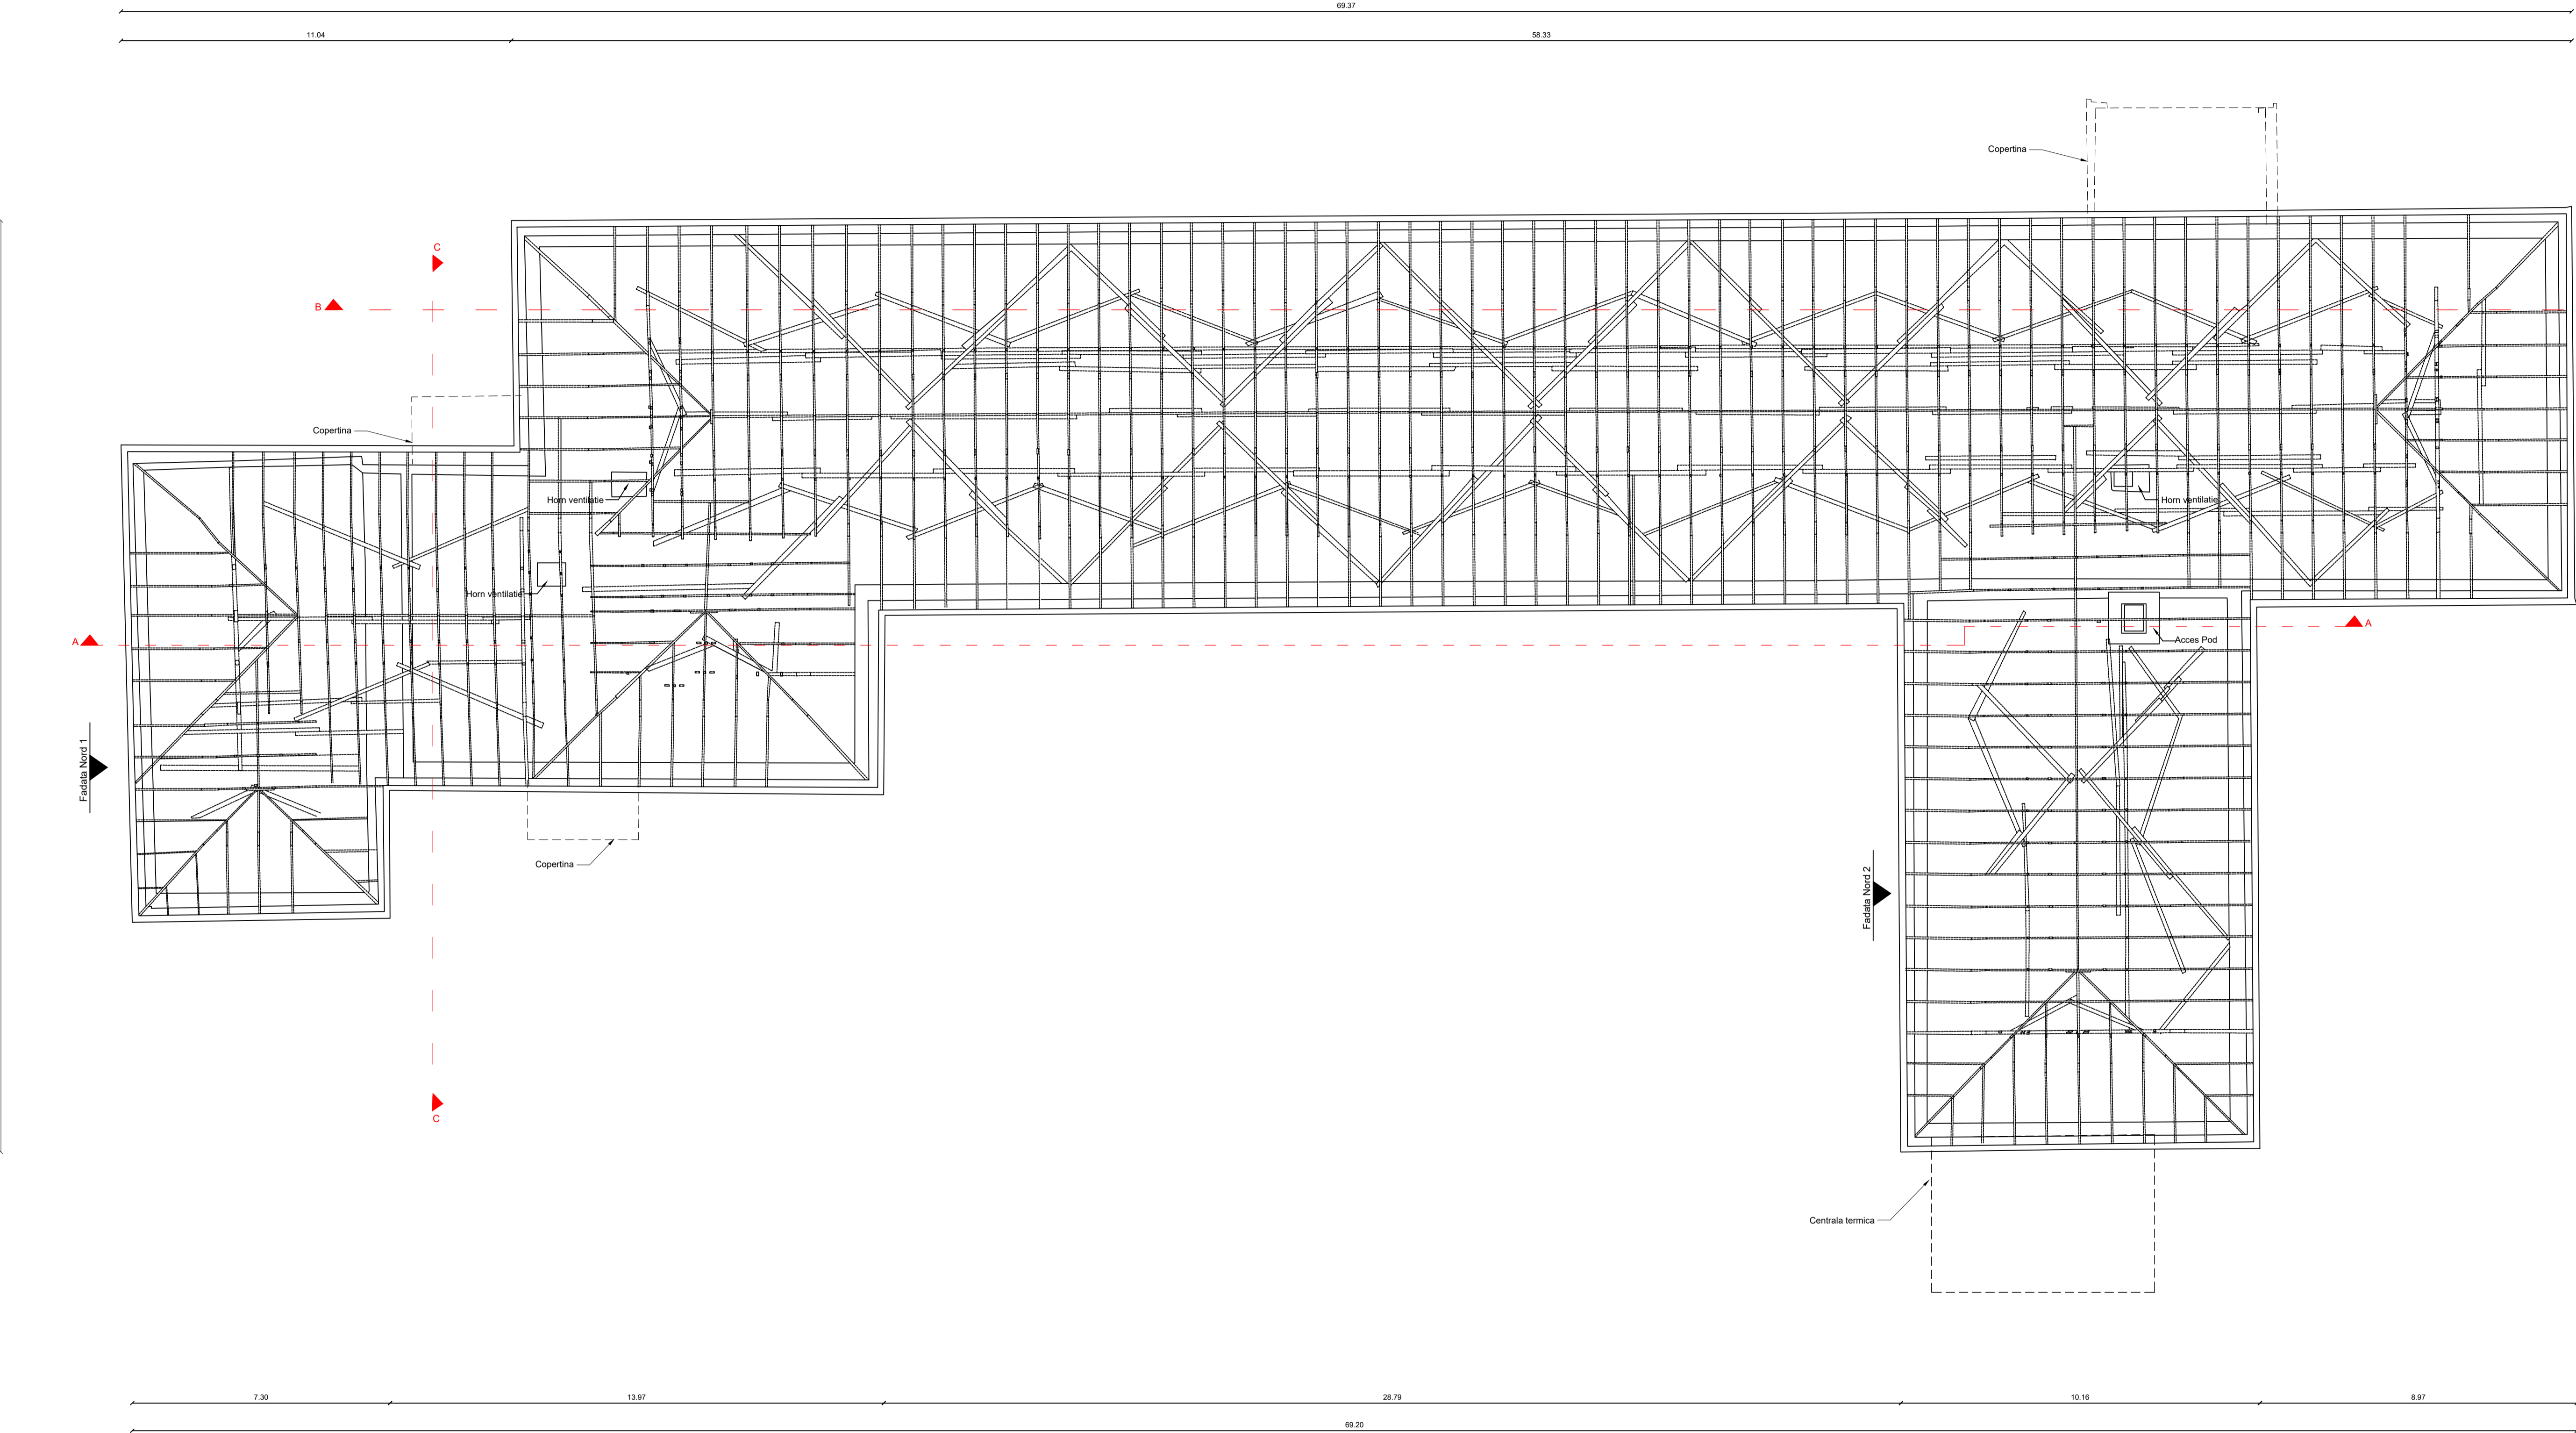 69.37
11.04
58.33
Copertina
C
B
Copertina
Horn ventilatie
Horn ventilatie
Horn ventilatie
A
A
Acces Pod
Fadata Nord 1
Copertina
Fadata Nord 2
C
Centrala termica
7.30
13.97
28.79
10.16
8.97
69.20